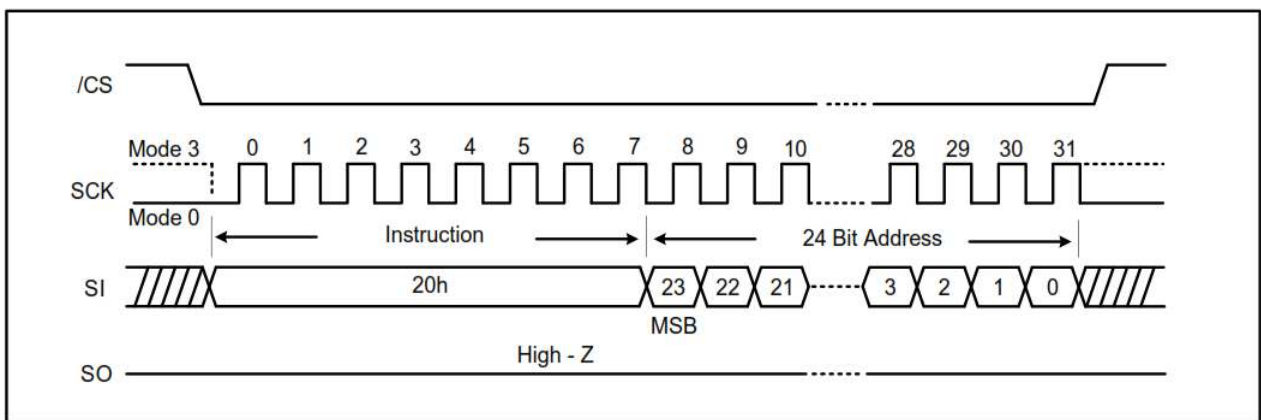 /CS
Mode 3 0 1 2 3 4 5 6 7 8 9 10 28 29 30 31
SCK
Mode 0
Instruction 24 Bit Address
SI 20h 23 22 21 3 2 1 0
MSB
High - Z
SO